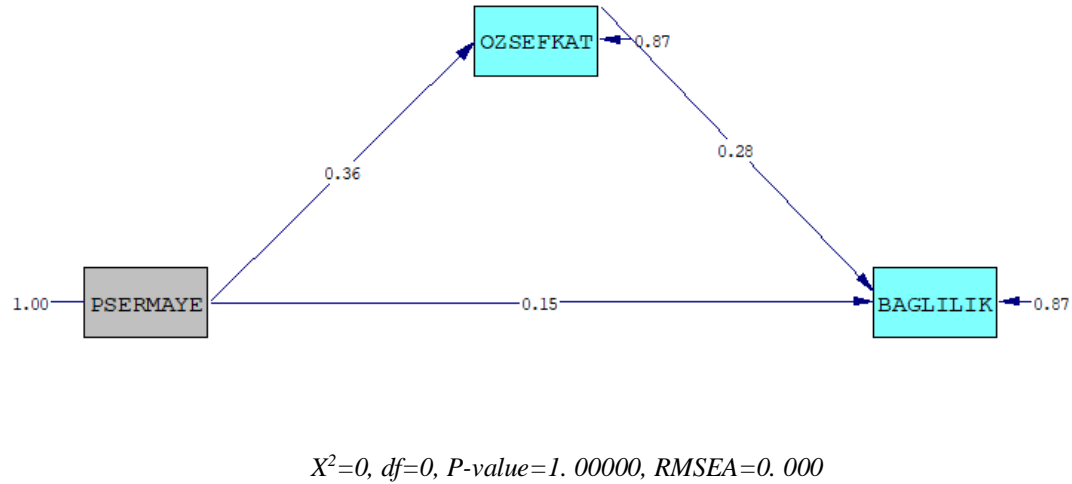 OZSEFKAT
0.87
0.28
0.36
1.00
PSERMAYE
0.15
BAGLILIK
0.87
X²=0, df=0, P-value=1. 00000, RMSEA=0. 000